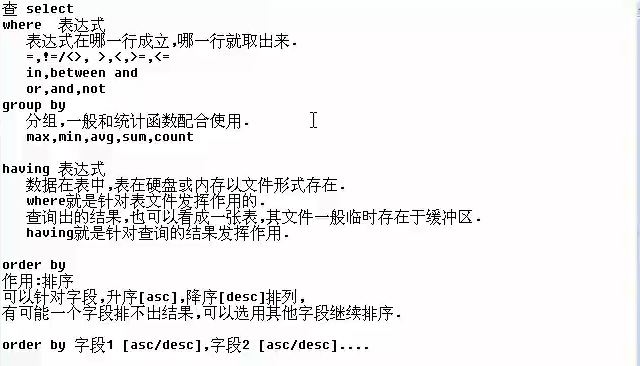 查 select
where 表达式
表达式在哪一行成立,哪一行就取出来.
=,!=/<>, >,<,>=,<=
in,between and
or,and,not
group by
分组,一般和统计函数配合使用.
max,min,avg,sum,count
having 表达式
数据在表中,表在硬盘或内存以文件形式存在.
where就是针对表文件发挥作用的.
查询出的结果,也可以看成一张表,其文件一般临时存在于缓冲区.
having就是针对查询的结果发挥作用.
order by
作用:排序
可以针对字段,升序[asc],降序[desc]排列,
有可能一个字段排不出结果,可以选用其他字段继续排序.
order by 字段1 [asc/desc],字段2 [asc/desc]....